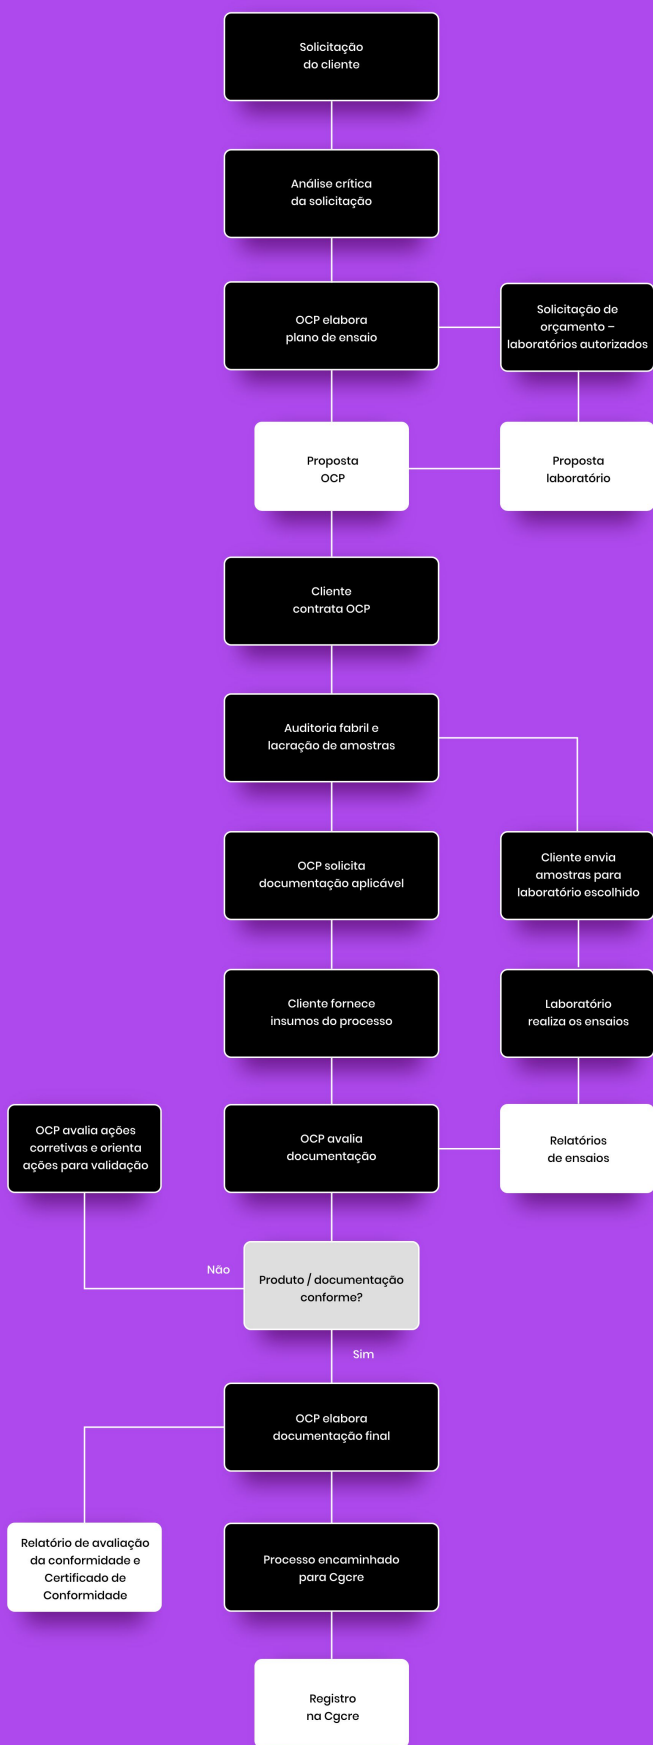 Solicitação
do cliente
Análise crítica
da solicitação
OCP elabora
plano de ensaio
Solicitação de
orçamento –
laboratórios autorizados
Proposta
OCP
Proposta
laboratório
Cliente
contrata OCP
Auditoria fabril e
lacração de amostras
OCP solicita
documentação aplicável
Cliente envia
amostras para
laboratório escolhido
Cliente fornece
insumos do processo
Laboratório
realiza os ensaios
OCP avalia ações
corretivas e orienta
ações para validação
OCP avalia
documentação
Relatórios
de ensaios
Não
Produto / documentação
conforme?
Sim
OCP elabora
documentação final
Relatório de avaliação
da conformidade e
Certificado de
Conformidade
Processo encaminhado
para Cgcre
Registro
na Cgcre